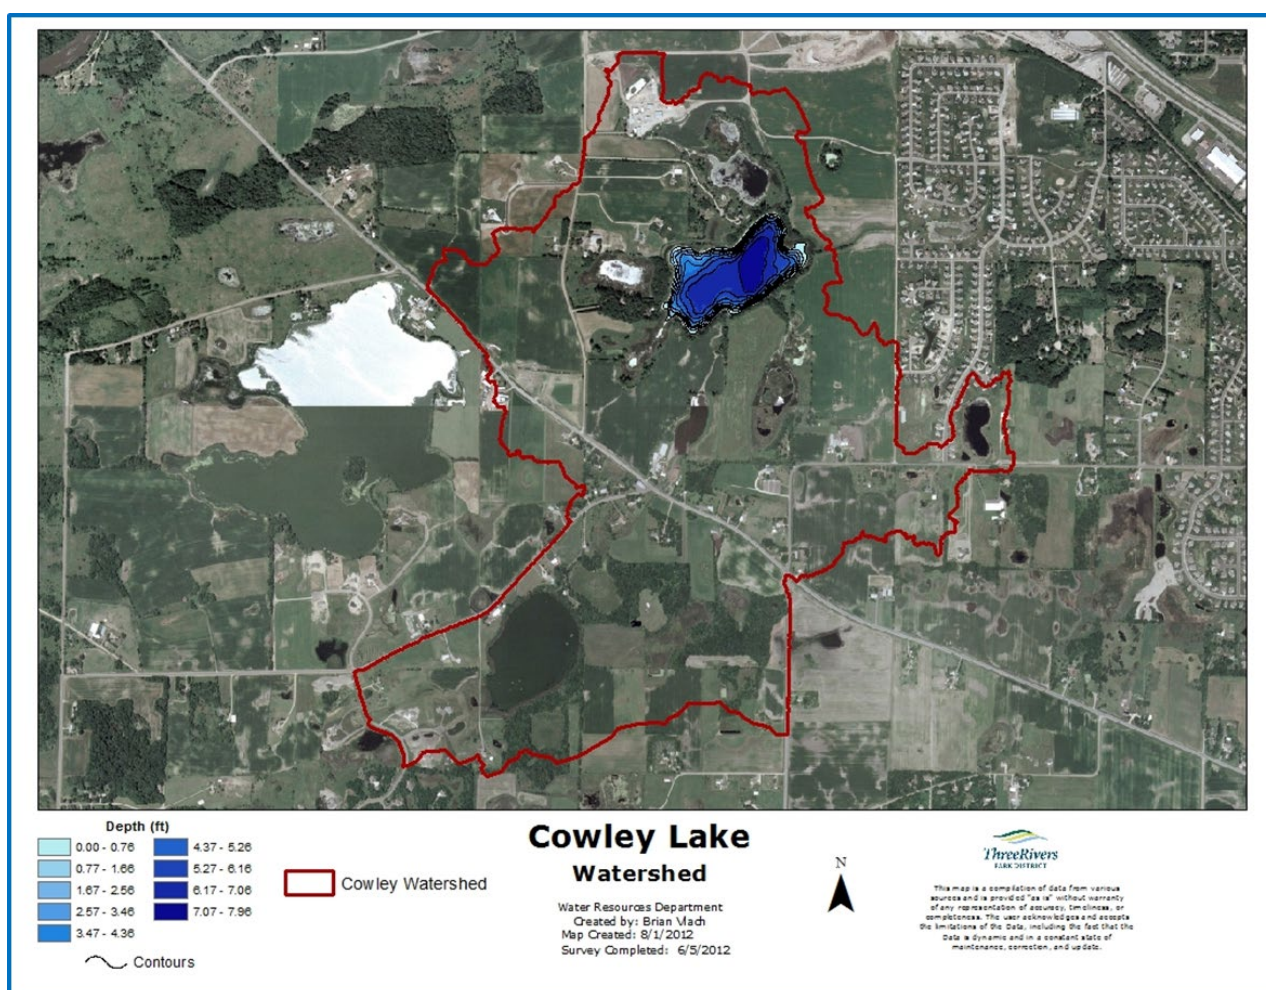 Depth (ft)
0.00 - 0.76
0.77 - 1.66
1.67 - 2.56
2.57 - 3.46
3.47 - 4.36
4.37 - 5.26
5.27 - 6.16
6.17 - 7.06
7.07 - 7.96
Contours
Cowley Watershed
Cowley Lake
Watershed
Water Resources Department
Created by: Brian Vlach
Map Created: 8/1/2012
Survey Completed: 6/5/2012
N
ThreeRivers
PARK DISTRICT
This map is a compilation of data from various
sources and is provided "as is" without warranty
of any representation of accuracy, timeliness, or
completeness. The user acknowledges and accepts
the limitations of the Data, including the fact that the
Data is dynamic and in a constant state of
maintenance, correction, and update.